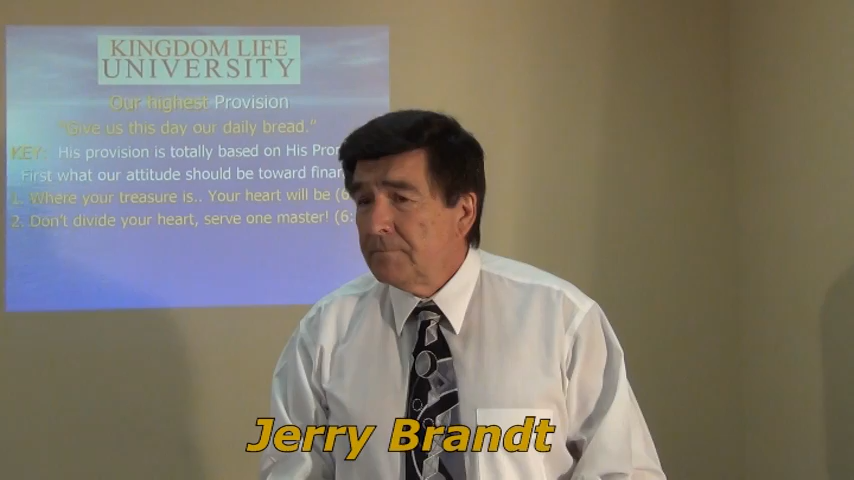 KINGDOM LIFE
UNIVERSITY
Our highest Provision
"Give us this day our daily bread."
KEY: His provision is totally based on His
First what our attitude should be toward
1. Where your treasure is.. Your heart will be (6
2. Don't divide your heart, serve one master! (6:
Jerry Brandt